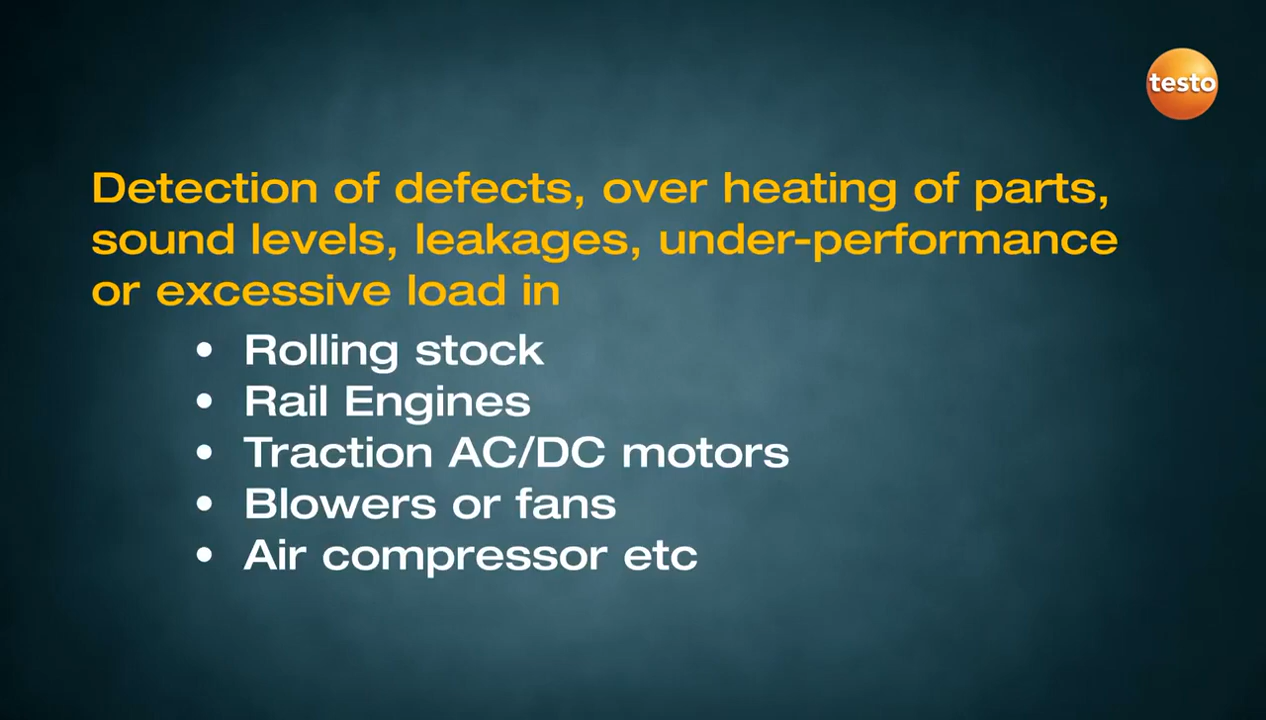 testo
Detection of defects, over heating of parts,
sound levels, leakages, under-performance
or excessive load in
• Rolling stock
• Rail Engines
• Traction AC/DC motors
• Blowers or fans
• Air compressor etc